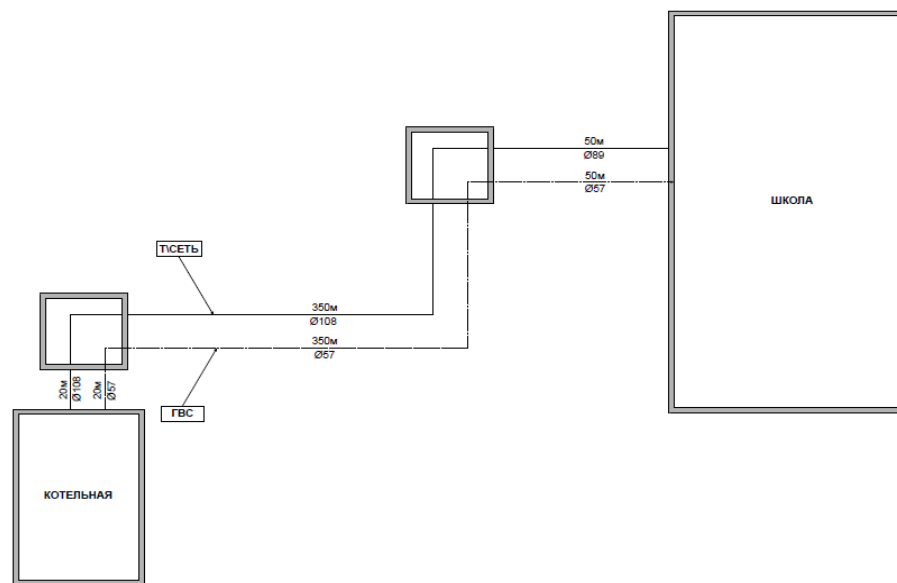 50м
Ø89
50м
Ø57
ШКОЛА
Т\СЕТЬ
350м
Ø108
350м
Ø57
20м
Ø108
20м
Ø57
ГВС
КОТЕЛЬНАЯ